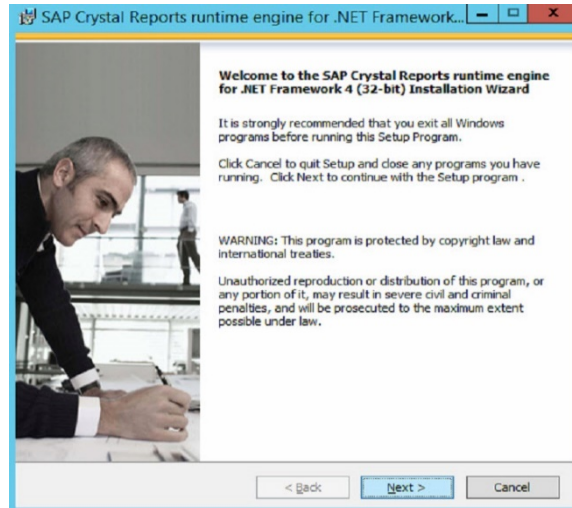 SAP Crystal Reports runtime engine for .NET Framework...
Welcome to the SAP Crystal Reports runtime engine
for .NET Framework 4 (32-bit) Installation Wizard
It is strongly recommended that you exit all Windows
programs before running this Setup Program.
Click Cancel to quit Setup and close any programs you have
running. Click Next to continue with the Setup program .
WARNING: This program is protected by copyright law and
international treaties.
Unauthorized reproduction or distribution of this program, or
any portion of it, may result in severe civil and criminal
penalties, and will be prosecuted to the maximum extent
possible under law.
< Back Next > Cancel